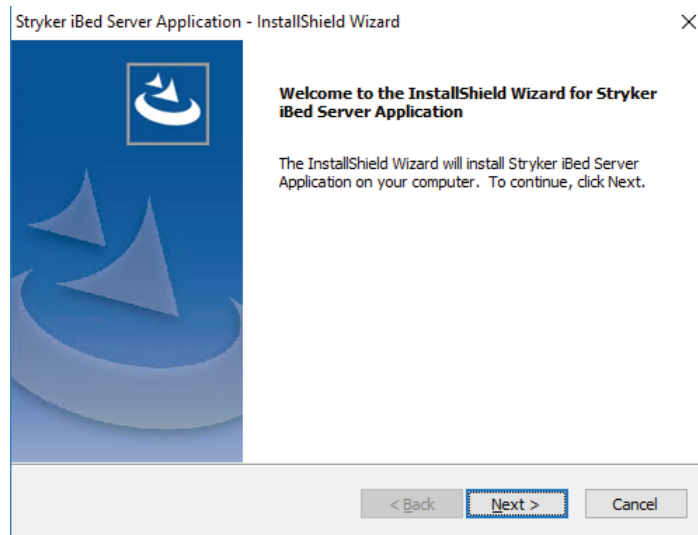 Stryker iBed Server Application - InstallShield Wizard
Welcome to the InstallShield Wizard for Stryker
iBed Server Application
The InstallShield Wizard will install Stryker iBed Server
Application on your computer.  To continue, click Next.
< Back
Next >
Cancel